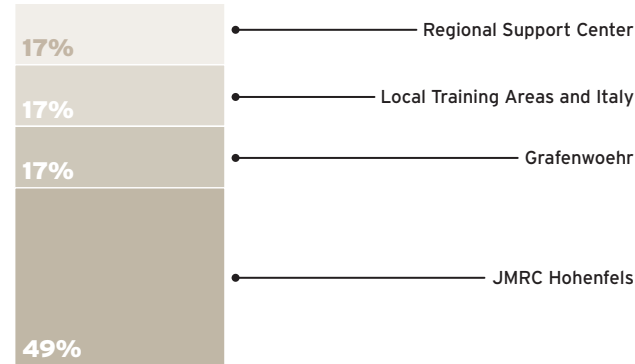 17%
Regional Support Center
17%
Local Training Areas and Italy
17%
Grafenwoehr
49%
JMRC Hohenfels